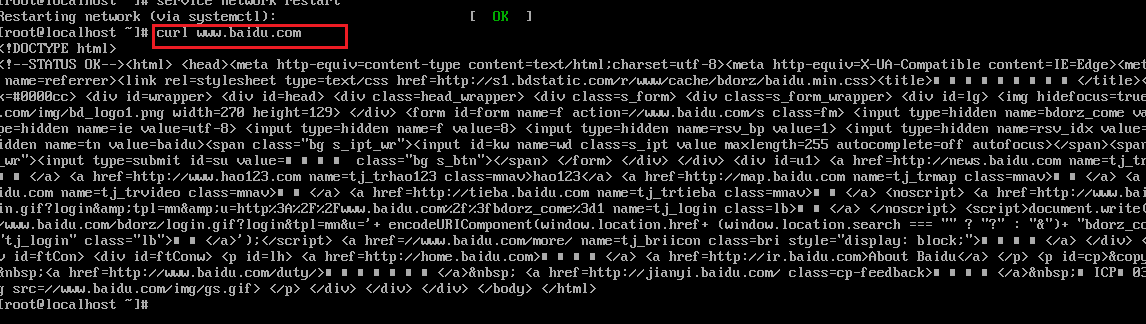 [root@localhost ~]# service network restart
Restarting network (via systemctl): [ OK ]
[root@localhost ~]# curl www.baidu.com
<!DOCTYPE html>
<!--STATUS OK--><html> <head><meta http-equiv=content-type content=text/html;charset=utf-8><meta http-equiv=X-UA-Compatible content=IE=Edge><met
 name=referrer><link rel=stylesheet type=text/css href=http://s1.bdstatic.com/r/www/cache/bdorz/baidu.min.css><title> </title>
k=#0000cc> <div id=wrapper> <div id=head> <div class=head_wrapper> <div class=s_form> <div class=s_form_wrapper> <div id=lg> <img hidefocus=true
.com/img/bd_logo1.png width=270 height=129> </div> <form id=form name=f action=//www.baidu.com/s class=fm> <input type=hidden name=bdorz_come va
pe=hidden name=ie value=utf-8> <input type=hidden name=f value=8> <input type=hidden name=rsv_bp value=1> <input type=hidden name=rsv_idx value=
idden name=tn value=baidu><span class="bg s_ipt_wr"><input id=kw name=wd class=s_ipt value maxlength=255 autocomplete=off autofocus></span><span
_wr"><input type=submit id=su value= class="bg s_btn"></span> </form> </div> </div> <div id=u1> <a href=http://news.baidu.com name=tj_tr
</a> <a href=http://www.hao123.com name=tj_trhao123 class=mnav>hao123</a> <a href=http://map.baidu.com name=tj_trmap class=mnav> </a> <a h
aidu.com name=tj_trvideo class=mnav> </a> <a href=http://tieba.baidu.com name=tj_trtieba class=mnav> </a> <noscript> <a href=http://www.ba
in.gif?login&amp;tpl=mn&amp;u=http%3A%2F%2Fwww.baidu.com%2f%3fbdorz_come%3d1 name=tj_login class=lb> </a> </noscript> <script>document.write(
/www.baidu.com/bdorz/login.gif?login&tpl=mn&u='+ encodeURIComponent(window.location.href+ (window.location.search === "" ? "?" : "&")+ "bdorz_co
"tj_login" class="lb"> </a>');</script> <a href=//www.baidu.com/more/ name=tj_briicon class=bri style="display: block;"> </a> </div>
v id=ftCon> <div id=ftConw> <p id=lh> <a href=http://home.baidu.com> </a> <a href=http://ir.baidu.com>About Baidu</a> </p> <p id=cp>&copy
&nbsp;<a href=http://www.baidu.com/duty/> </a>&nbsp; <a href=http://jianyi.baidu.com/ class=cp-feedback> </a>&nbsp; ICP 03
g src=//www.baidu.com/img/gs.gif> </p> </div> </div> </div> </body> </html>
[root@localhost ~]#